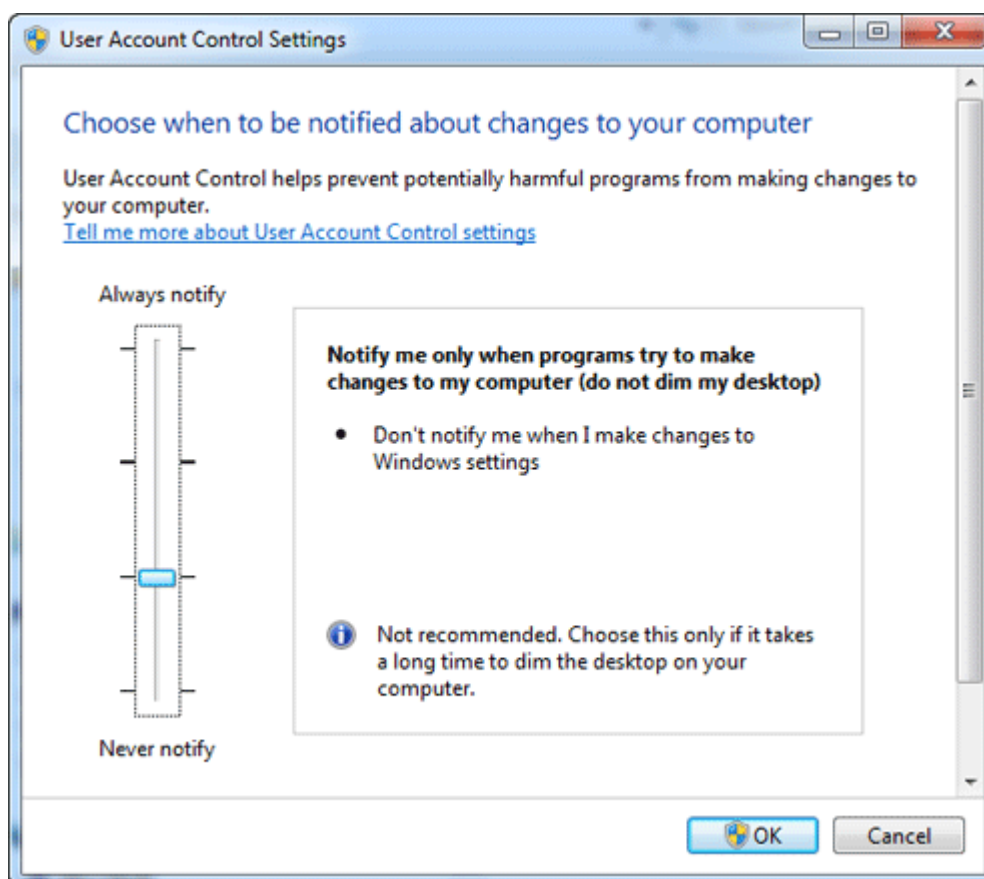 User Account Control Settings
Choose when to be notified about changes to your computer
User Account Control helps prevent potentially harmful programs from making changes to
your computer.
Tell me more about User Account Control settings
Always notify
Notify me only when programs try to make
changes to my computer (do not dim my desktop)
• Don't notify me when I make changes to
Windows settings
Not recommended. Choose this only if it takes
a long time to dim the desktop on your
computer.
Never notify
OK
Cancel